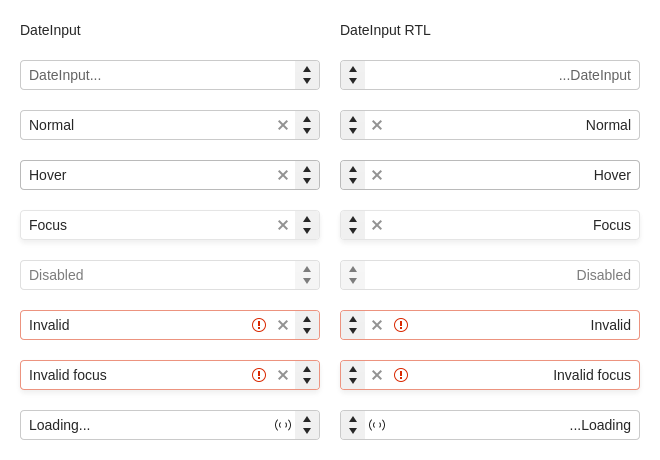 DateInput
DateInput RTL
DateInput...
...DateInput
Normal
Normal
Hover
Hover
Focus
Focus
Disabled
Disabled
Invalid
Invalid
Invalid focus
Invalid focus
Loading...
...Loading